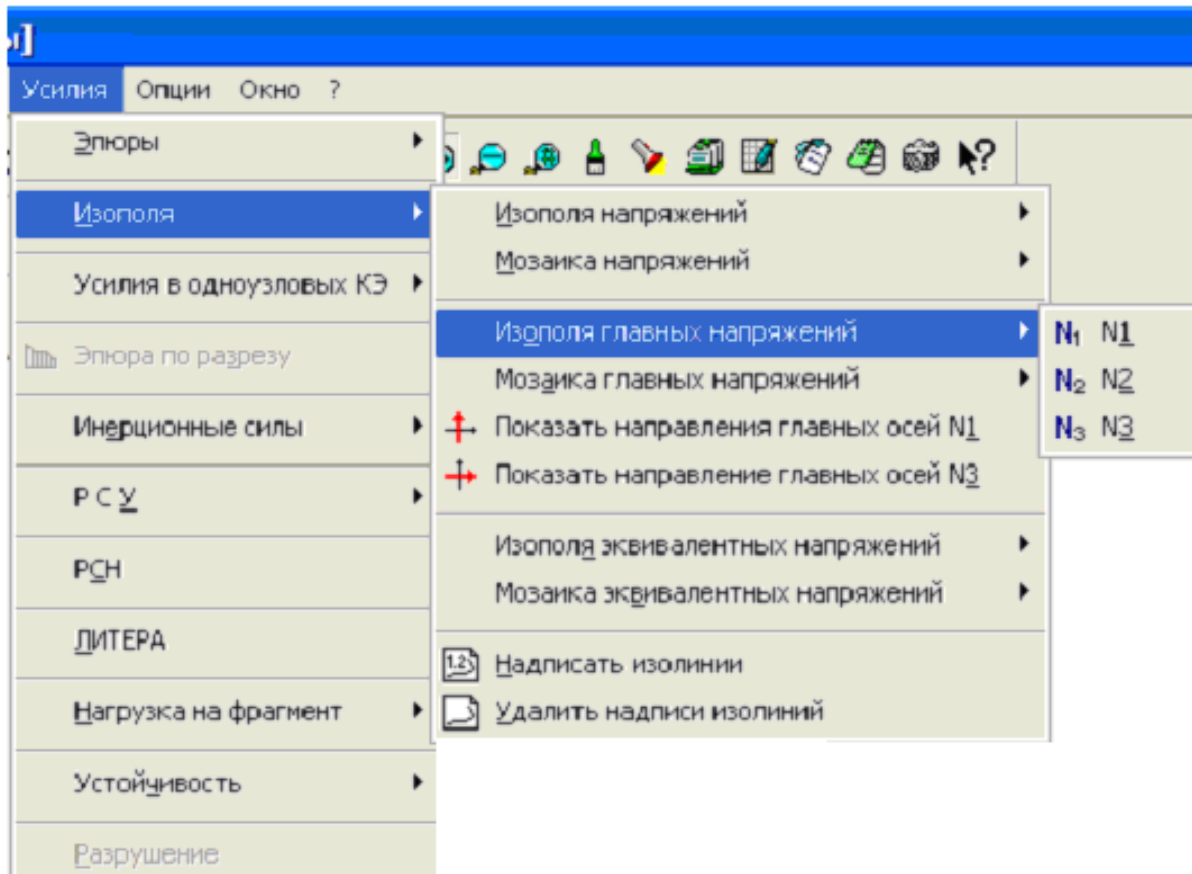 ы]
Усилия Опции Окно ?
Эпюры
Изополя
Усилия в одноузловых КЭ
Эпюра по разрезу
Инерционные силы
Р С У
РСН
ЛИТЕРА
Нагрузка на фрагмент
Устойчивость
Разрушение
Изополя напряжений
Мозаика напряжений
Изополя главных напряжений
Мозаика главных напряжений
Показать направления главных осей N1
Показать направление главных осей N3
Изополя эквивалентных напряжений
Мозаика эквивалентных напряжений
1.25 Надписать изолинии
Удалить надписи изолиний
N₁ N1
N₂ N2
N₃ N3